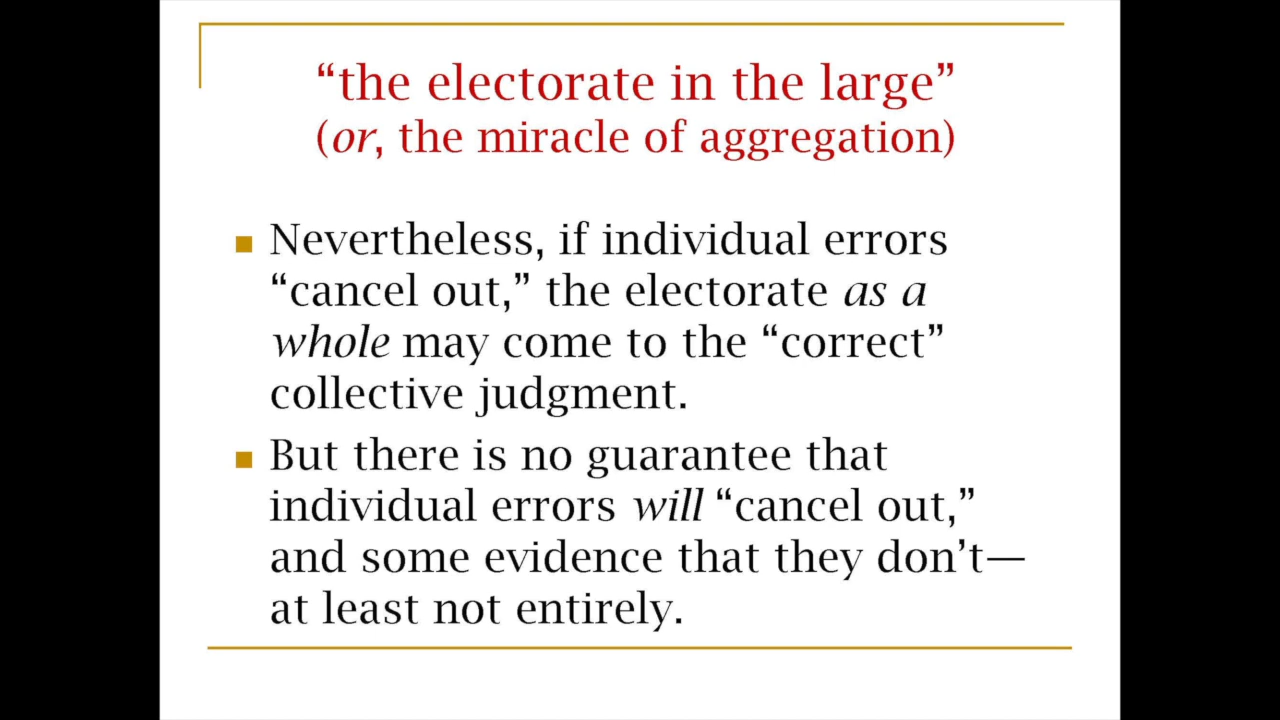 “the electorate in the large”
(or, the miracle of aggregation)
Nevertheless, if individual errors
“cancel out,” the electorate as a
whole may come to the “correct”
collective judgment.
But there is no guarantee that
individual errors will “cancel out,”
and some evidence that they don’t—
at least not entirely.